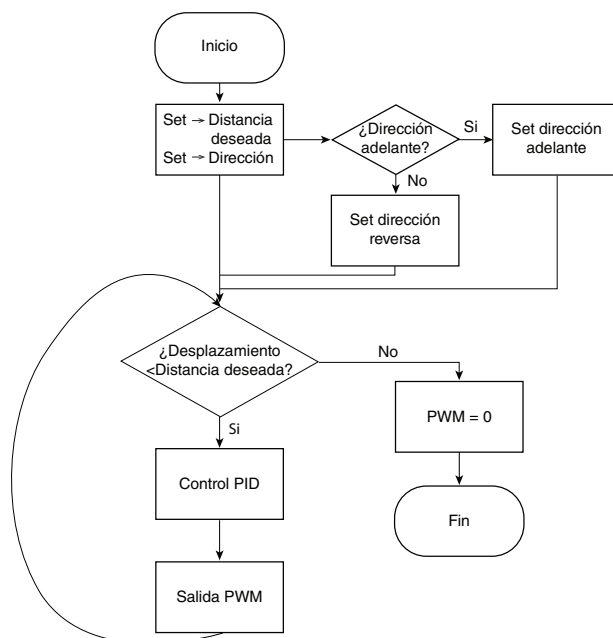 Inicio
Set → Distancia
deseada
Set → Dirección
¿Dirección
adelante?
Si
Set dirección
adelante
No
Set dirección
reversa
¿Desplazamiento
<Distancia deseada?
No
PWM = 0
Si
Control PID
Fin
Salida PWM